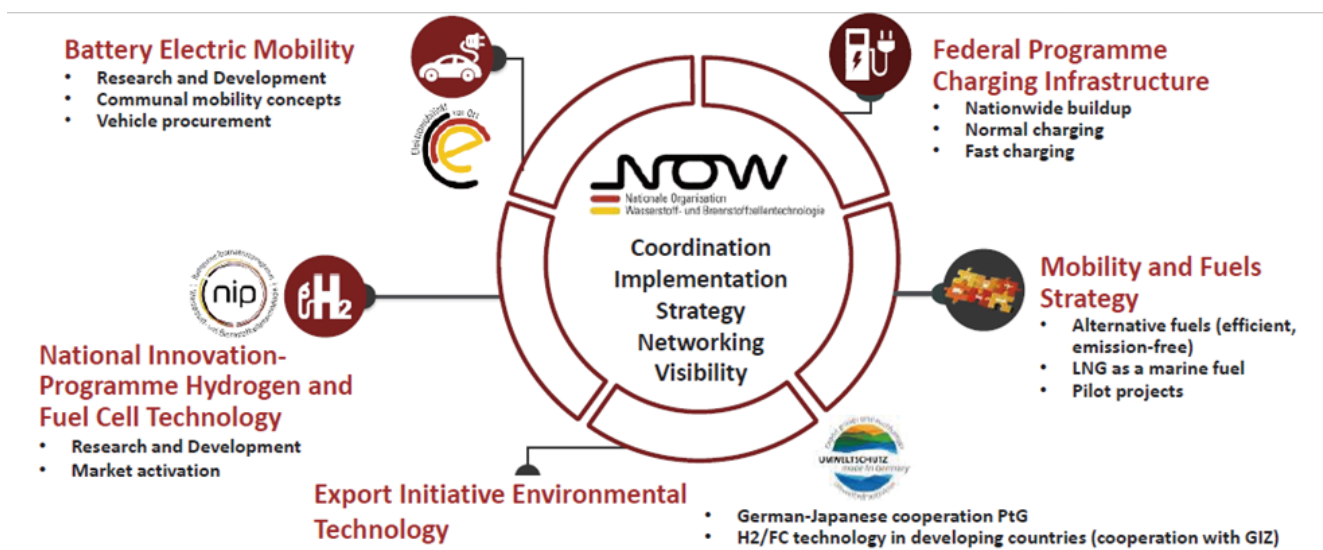 Battery Electric Mobility
• Research and Development
• Communal mobility concepts
• Vehicle procurement
Elektromobilität vor Ort
e
Federal Programme
Charging Infrastructure
• Nationwide buildup
• Normal charging
• Fast charging
NOW
Nationale Organisation
Wasserstoff- und Brennstoffzellentechnologie
Coordination
Implementation
Strategy
Networking
Visibility
nip
H2
National Innovation-
Programme Hydrogen and
Fuel Cell Technology
• Research and Development
• Market activation
Mobility and Fuels
Strategy
• Alternative fuels (efficient,
emission-free)
• LNG as a marine fuel
• Pilot projects
UMWELTSCHUTZ
made in Germany
Export Initiative Environmental
Technology
• German-Japanese cooperation PtG
• H2/FC technology in developing countries (cooperation with GIZ)